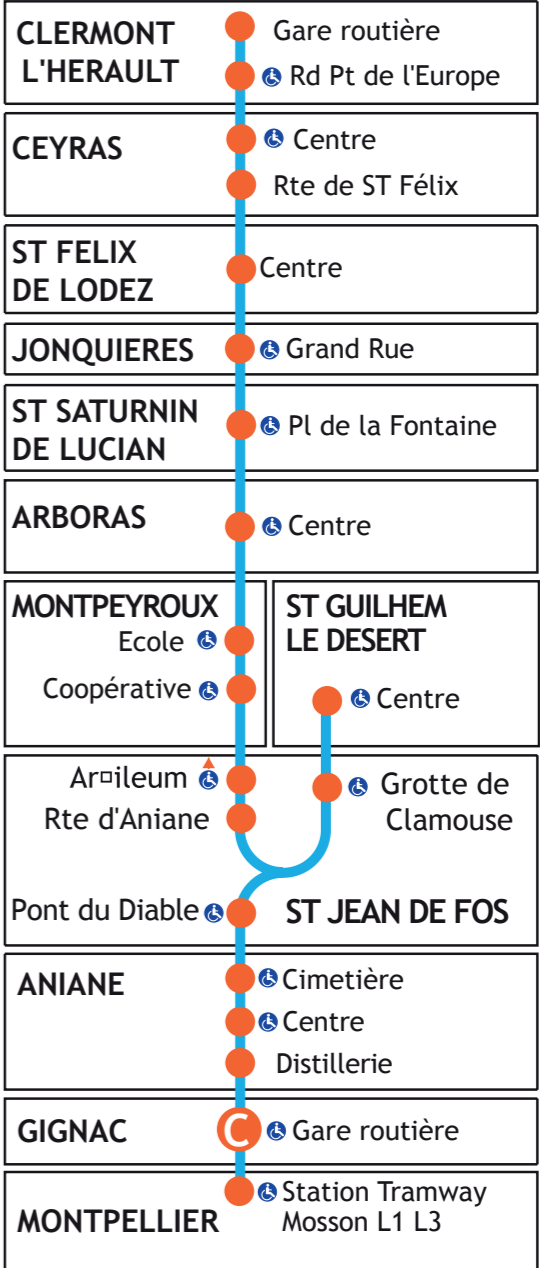 CLERMONT
L'HERAULT
Gare routière
Rd Pt de l'Europe
CEYRAS
Centre
Rte de ST Félix
ST FELIX
DE LODEZ
Centre
JONQUIERES
Grand Rue
ST SATURNIN
DE LUCIAN
Pl de la Fontaine
ARBORAS
Centre
MONTPEYROUX
Ecole
Coopérative
ST GUILHEM
LE DESERT
Centre
Ar▫ileum
Rte d'Aniane
Grotte de
Clamouse
Pont du Diable
ST JEAN DE FOS
ANIANE
Cimetière
Centre
Distillerie
GIGNAC
C
Gare routière
MONTPELLIER
Station Tramway
Mosson L1 L3